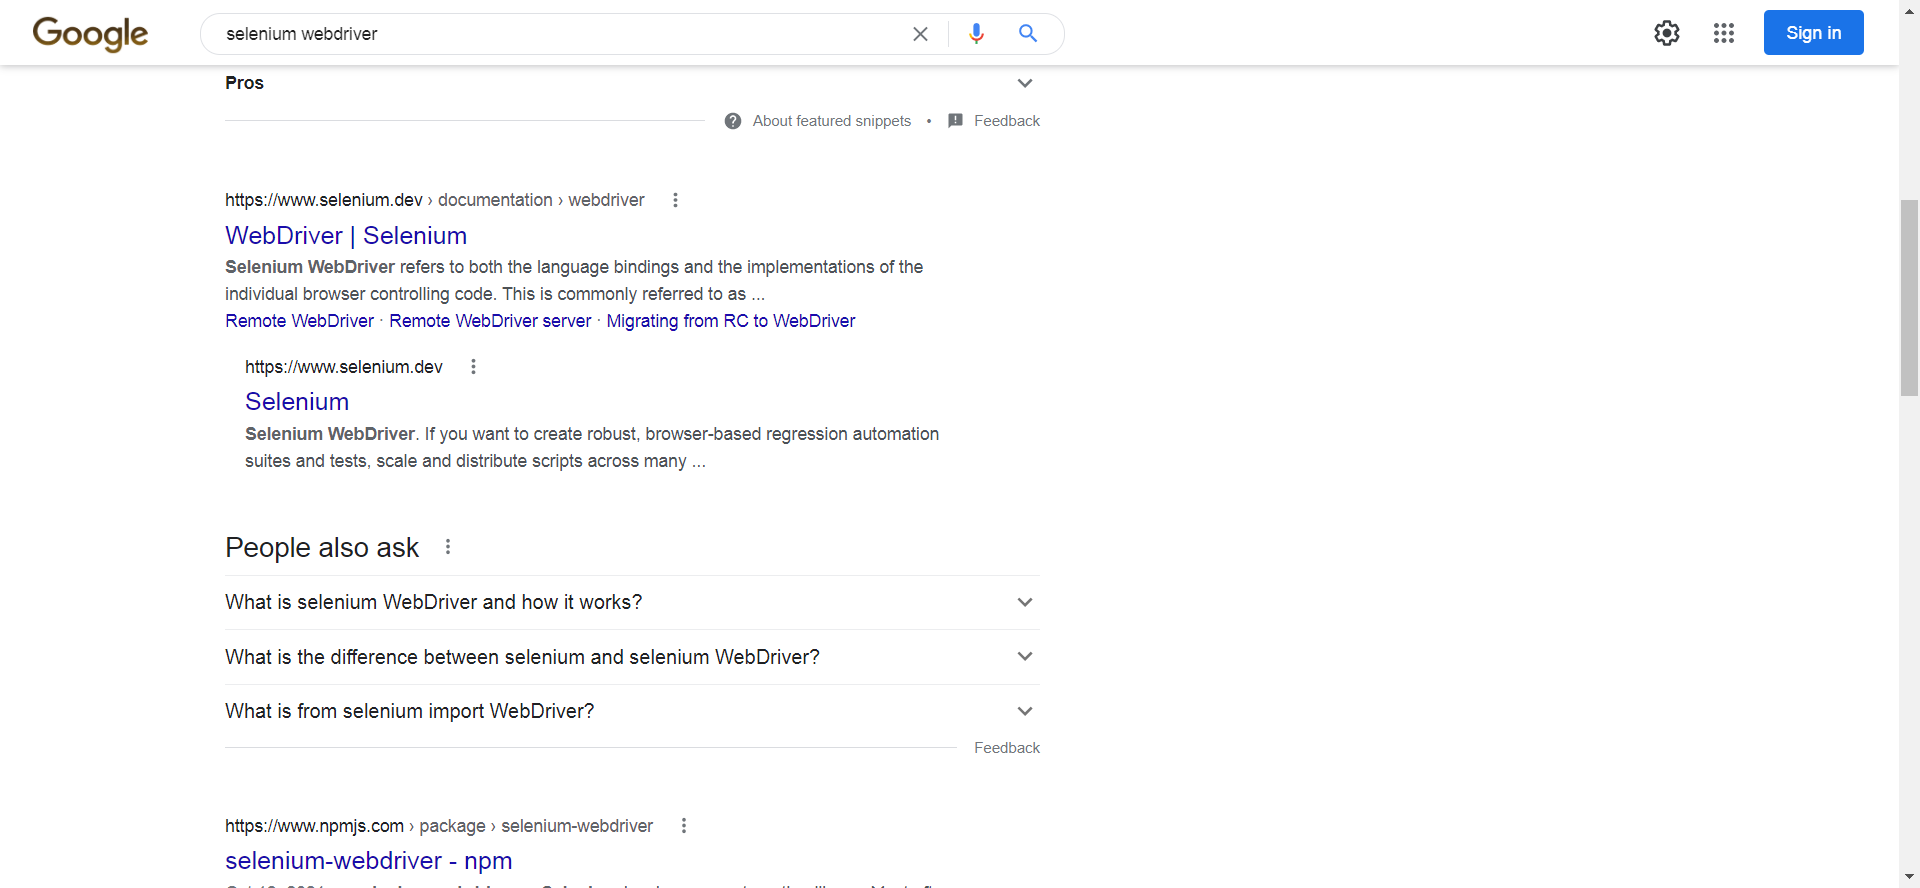 Google
selenium webdriver
Sign in
Pros
About featured snippets • Feedback
https://www.selenium.dev › documentation › webdriver
WebDriver | Selenium
Selenium WebDriver refers to both the language bindings and the implementations of the
individual browser controlling code. This is commonly referred to as ...
Remote WebDriver · Remote WebDriver server · Migrating from RC to WebDriver
https://www.selenium.dev
Selenium
Selenium WebDriver. If you want to create robust, browser-based regression automation
suites and tests, scale and distribute scripts across many ...
People also ask
What is selenium WebDriver and how it works?
What is the difference between selenium and selenium WebDriver?
What is from selenium import WebDriver?
Feedback
https://www.npmjs.com › package › selenium-webdriver
selenium-webdriver - npm